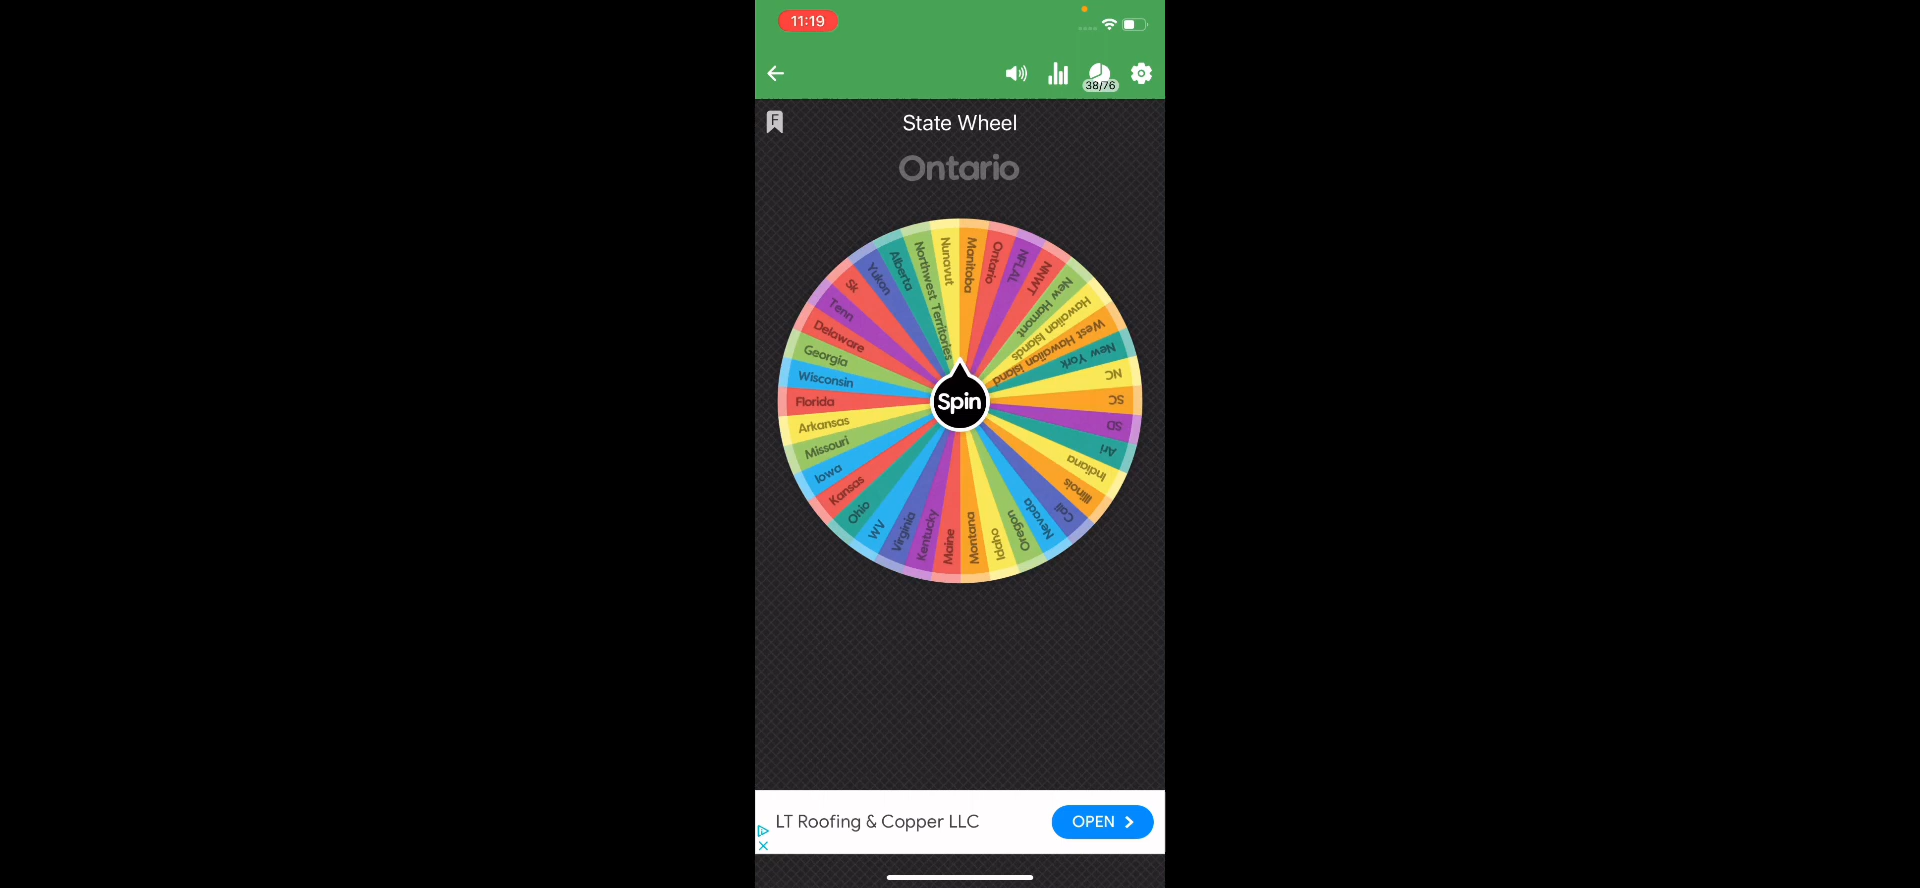 11:19
38/76
F
State Wheel
Ontario
Manitoba
Ontario
NFLAL
NNWT
New Hamont
Hawaiian Islands
West Hawaiian Island
New York
NC
SC
SD
Ari
Indiana
Illinois
Cali
Nevada
Oregon
Idaho
Montana
Maine
Kentucky
Virginia
WV
Ohio
Kansas
Iowa
Missouri
Arkansas
Florida
Wisconsin
Georgia
Delaware
Tenn
Sk
Yukon
Alberta
Northwest Territories
Nunavut
Spin
LT Roofing & Copper LLC
OPEN